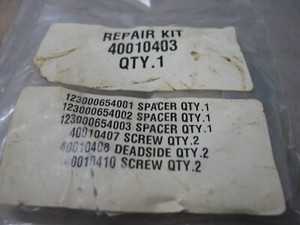 REPAIR KIT
40010403
QTY.1
123000654001 SPACER QTY.1
123000654002 SPACER QTY.1
123000654003 SPACER QTY.1
40010407 SCREW QTY.2
40010408 DEADSIDE QTY.2
40010410 SCREW QTY.2